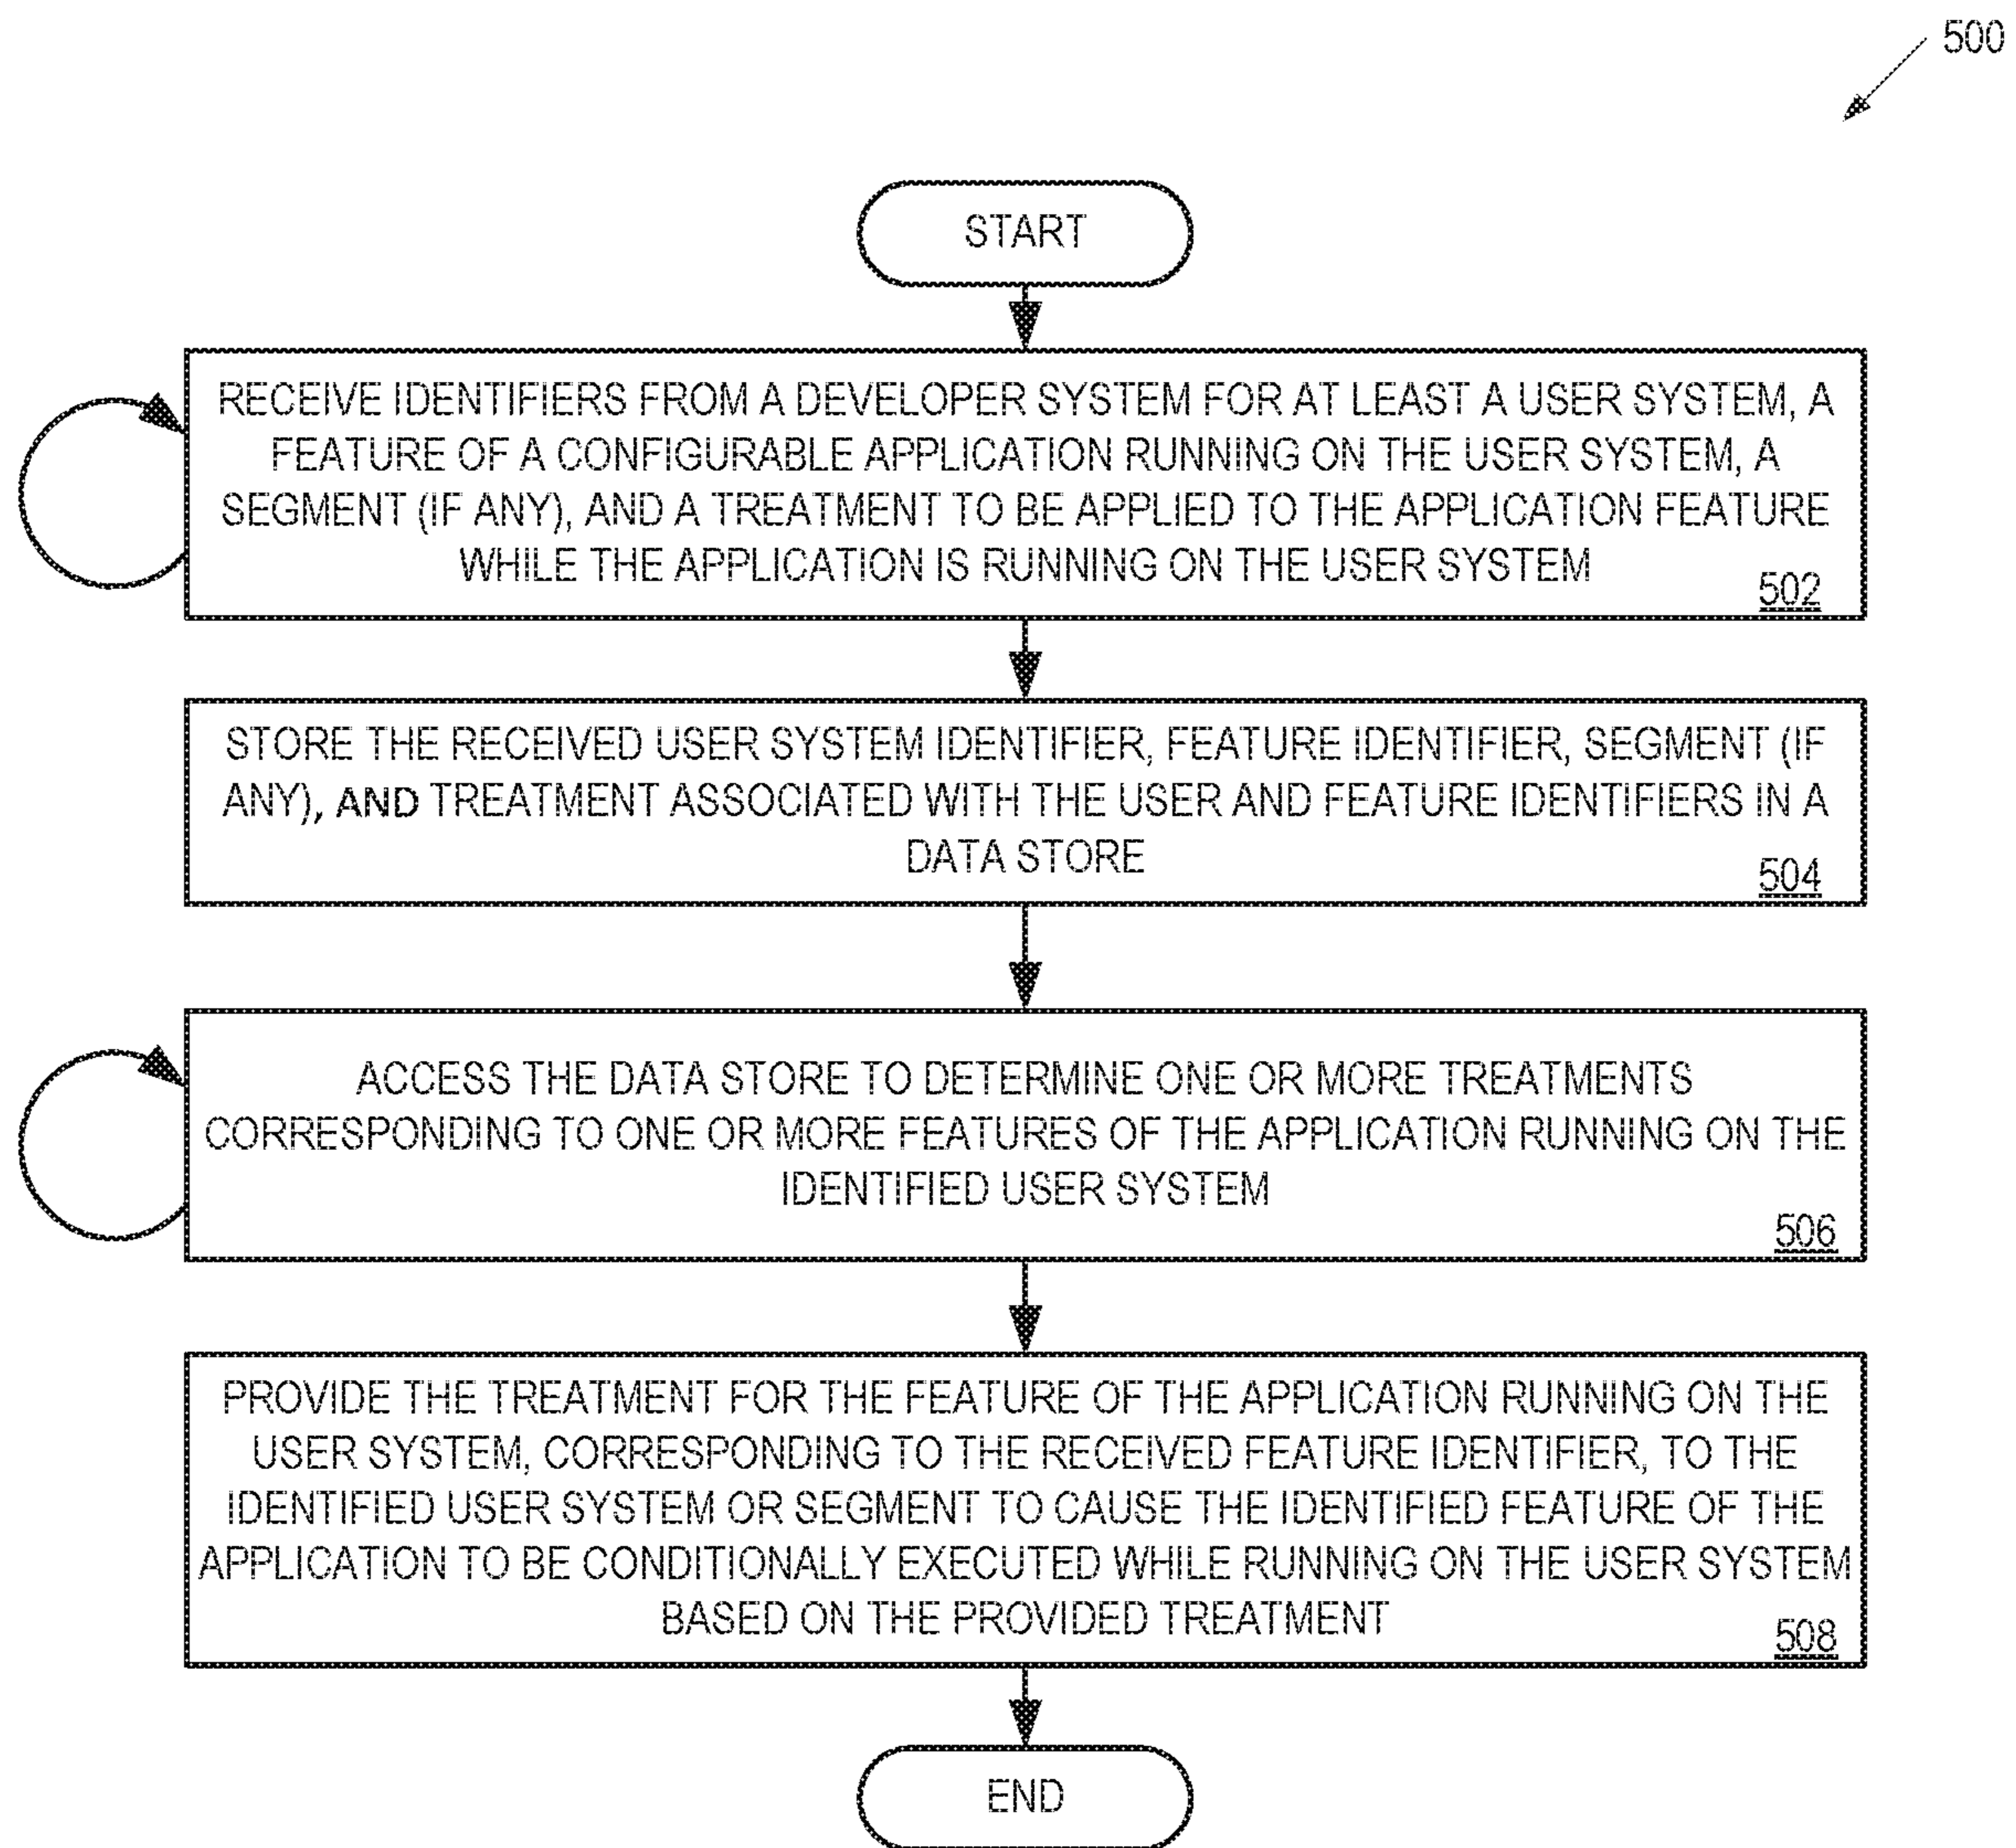 500
START
RECEIVE IDENTIFIERS FROM A DEVELOPER SYSTEM FOR AT LEAST A USER SYSTEM, A
FEATURE OF A CONFIGURABLE APPLICATION RUNNING ON THE USER SYSTEM, A
SEGMENT (IF ANY), AND A TREATMENT TO BE APPLIED TO THE APPLICATION FEATURE
WHILE THE APPLICATION IS RUNNING ON THE USER SYSTEM
502
STORE THE RECEIVED USER SYSTEM IDENTIFIER, FEATURE IDENTIFIER, SEGMENT (IF
ANY), AND TREATMENT ASSOCIATED WITH THE USER AND FEATURE IDENTIFIERS IN A
DATA STORE
504
ACCESS THE DATA STORE TO DETERMINE ONE OR MORE TREATMENTS
CORRESPONDING TO ONE OR MORE FEATURES OF THE APPLICATION RUNNING ON THE
IDENTIFIED USER SYSTEM
506
PROVIDE THE TREATMENT FOR THE FEATURE OF THE APPLICATION RUNNING ON THE
USER SYSTEM, CORRESPONDING TO THE RECEIVED FEATURE IDENTIFIER, TO THE
IDENTIFIED USER SYSTEM OR SEGMENT TO CAUSE THE IDENTIFIED FEATURE OF THE
APPLICATION TO BE CONDITIONALLY EXECUTED WHILE RUNNING ON THE USER SYSTEM
BASED ON THE PROVIDED TREATMENT
508
END